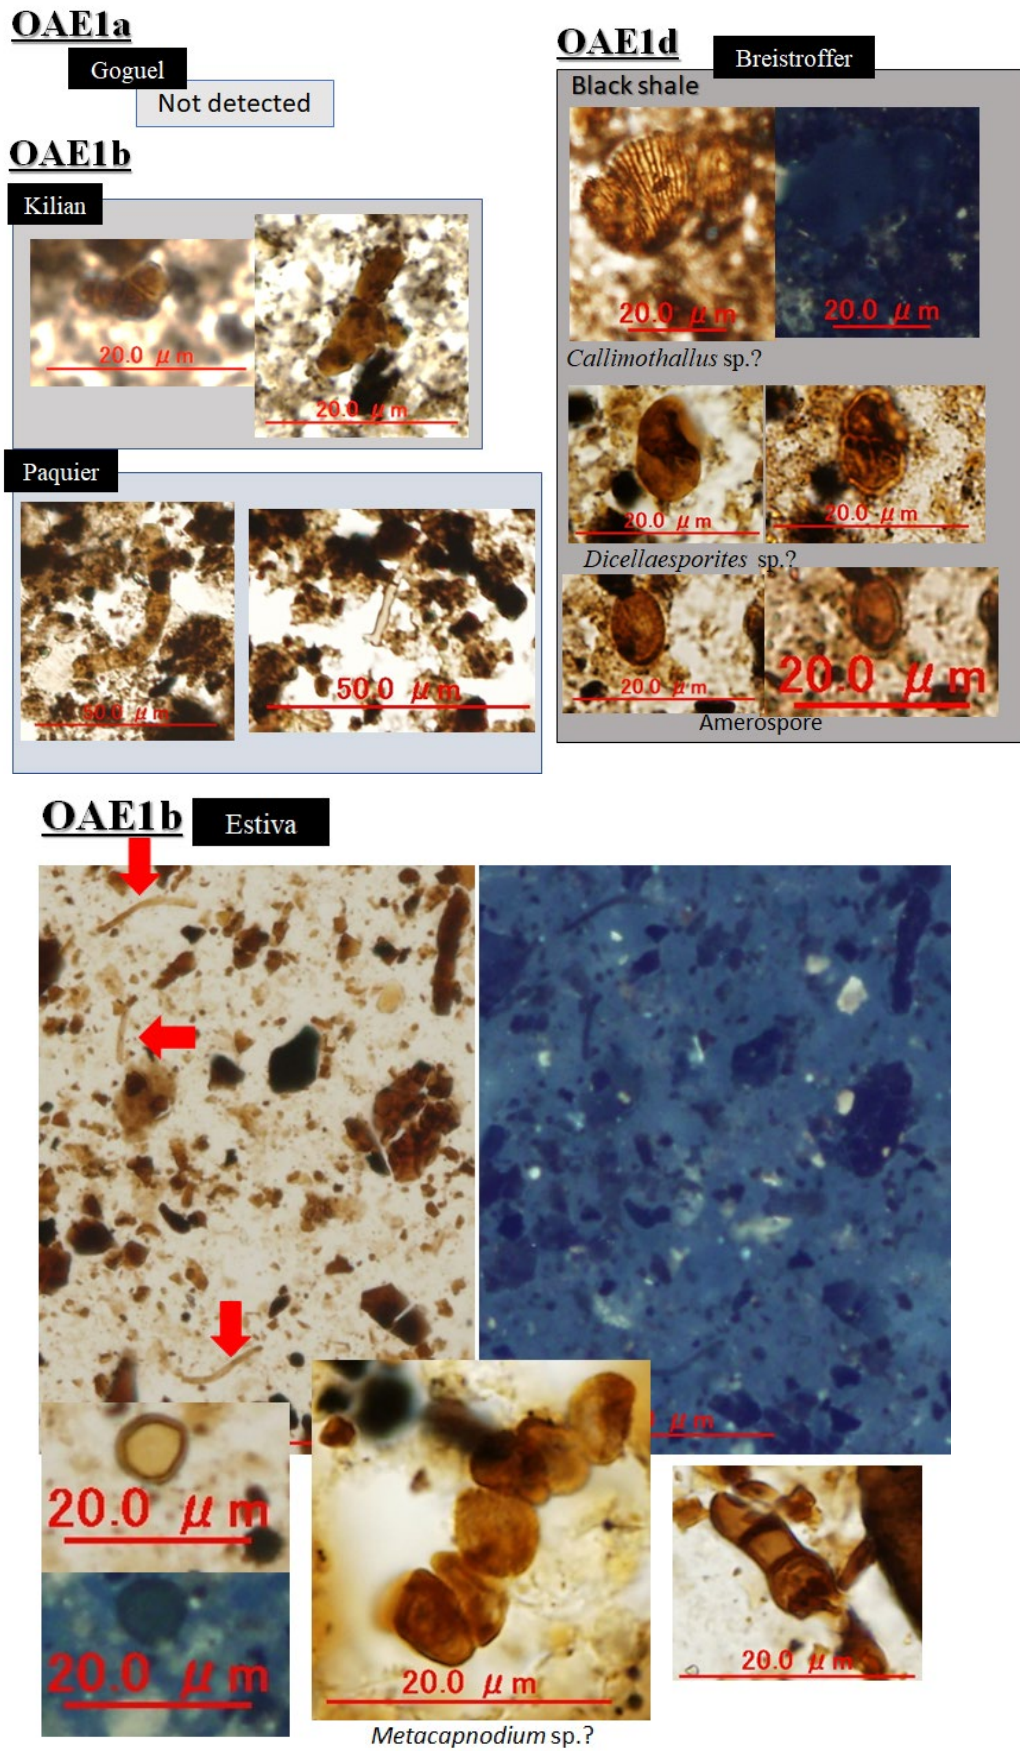 OAE1a
Goguel
Not detected
OAE1b
Kilian
20.0 μm
20.0 μm
Paquier
50.0 μm
50.0 μm
OAE1d
Breistroffer
Black shale
20.0 μm
20.0 μm
Callimothallus sp.?
20.0 μm
20.0 μm
Dicellaesporites sp.?
20.0 μm
20.0 μm
Amerospore
OAE1b
Estiva
μm
20.0 μm
20.0 μm
20.0 μm
Metacapnodium sp.?
20.0 μm